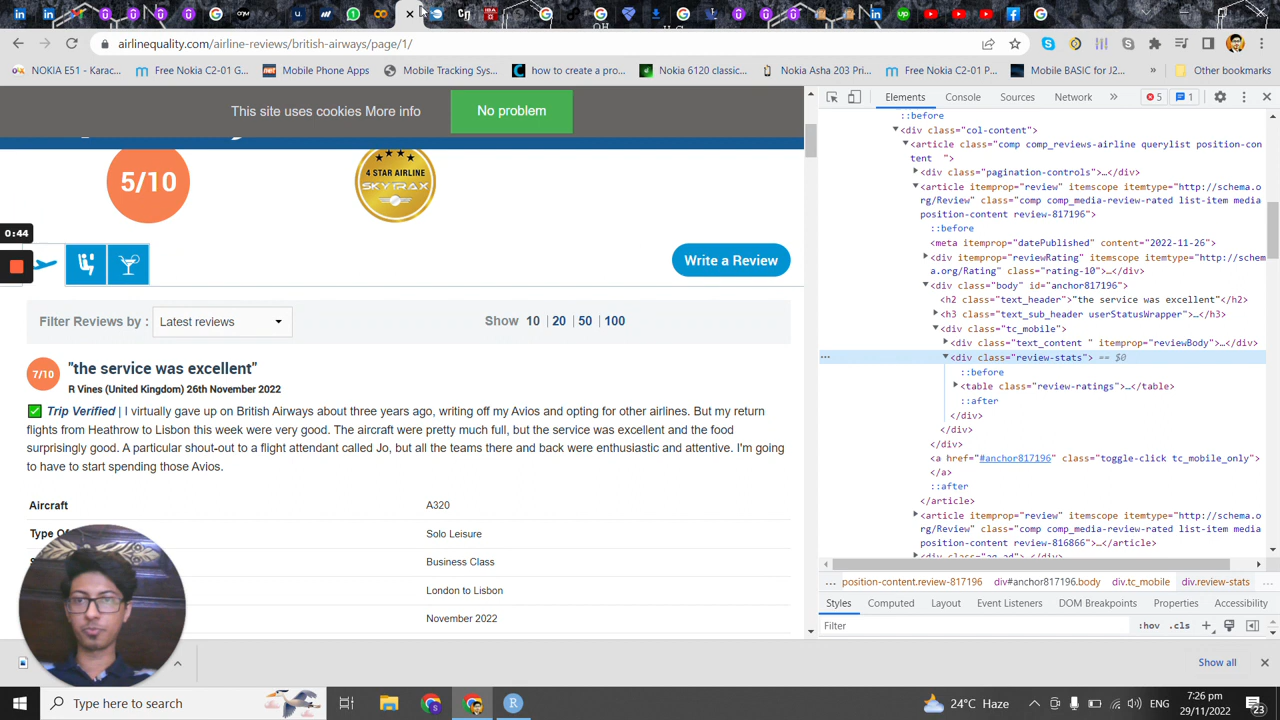 airlinequality.com/airline-reviews/british-airways/page/1/
NOKIA E51 - Karac...
Free Nokia C2-01 G...
MobilePhone Apps
Mobile Tracking Sys...
how to create a pro...
Nokia 6120 classic...
Nokia Asha 203 Pri...
Free Nokia C2-01 P...
Mobile BASIC for J2...
»
Other bookmarks
This site uses cookies More info
No problem
5/10
4 STAR AIRLINE
SKYTRAX
0:44
Write a Review
Filter Reviews by :
Latest reviews
Show 10 | 20 | 50 | 100
7/10
"the service was excellent"
R Vines (United Kingdom) 26th November 2022
✅ Trip Verified | I virtually gave up on British Airways about three years ago, writing off my Avios and opting for other airlines. But my return
flights from Heathrow to Lisbon this week were very good. The aircraft were pretty much full, but the service was excellent and the food
surprisingly good. A particular shout-out to a flight attendant called Jo, but all the teams there and back were enthusiastic and attentive. I'm going
to have to start spending those Avios.
Aircraft A320
Type Of Solo Leisure
Business Class
London to Lisbon
November 2022
Elements Console Sources Network » 5 1
::before
<div class="col-content">
<article class="comp comp_reviews-airline querylist position-con
tent ">
<div class="pagination-controls">…</div>
<article itemprop="review" itemscope itemtype="http://schema.o
rg/Review" class="comp comp_media-review-rated list-item media
position-content review-817196">
::before
<meta itemprop="datePublished" content="2022-11-26">
<div itemprop="reviewRating" itemscope itemtype="http://schem
a.org/Rating" class="rating-10">…</div>
<div class="body" id="anchor817196">
<h2 class="text_header">"the service was excellent"</h2>
<h3 class="text_sub_header userStatusWrapper">…</h3>
<div class="tc_mobile">
<div class="text_content " itemprop="reviewBody">…</div>
... <div class="review-stats"> == $0
::before
<table class="review-ratings">…</table>
::after
</div>
</div>
</div>
<a href="#anchor817196" class="toggle-click tc_mobile_only">
</a>
::after
</article>
<article itemprop="review" itemscope itemtype="http://schema.o
rg/Review" class="comp comp_media-review-rated list-item media
position-content review-816866">…</article>
... position-content.review-817196 div#anchor817196.body div.tc_mobile div.review-stats ...
Styles Computed Layout Event Listeners DOM Breakpoints Properties Accessibility
Filter
:hov .cls
Show all
Type here to search
24°C Haze
ENG
7:26 pm
29/11/2022
23